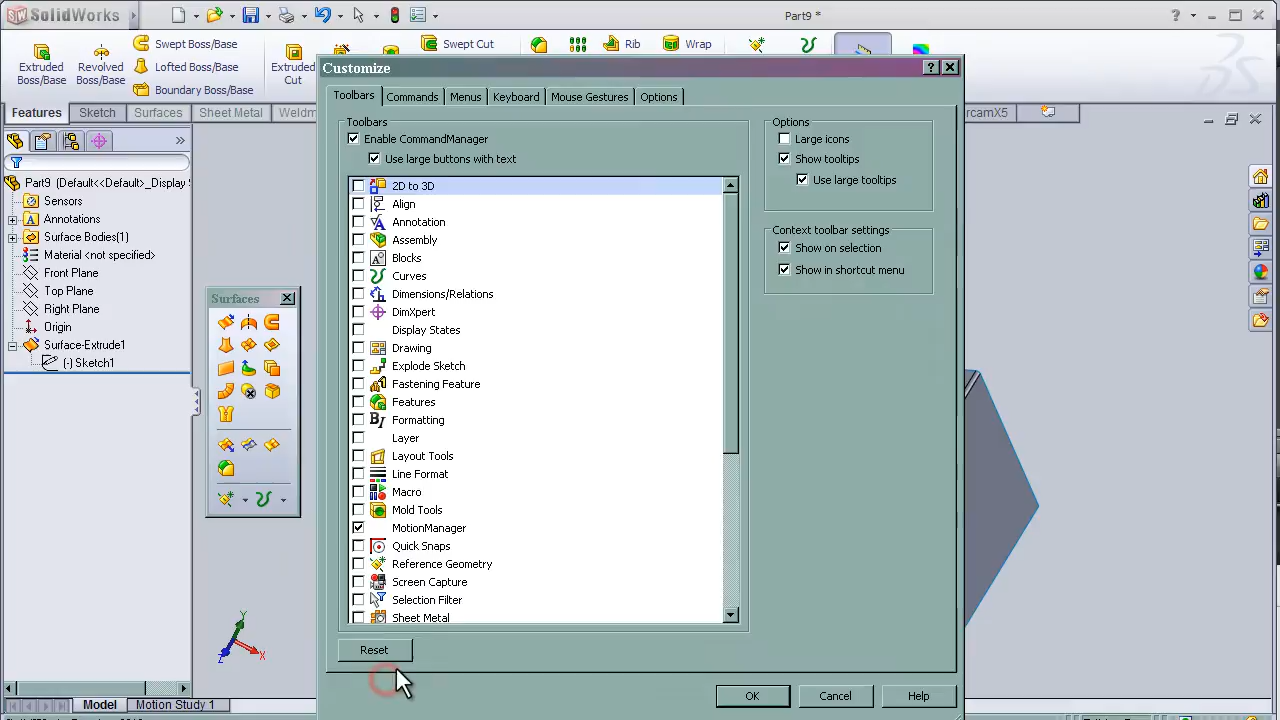 SolidWorks
Part9 *
Extruded Boss/Base
Revolved Boss/Base
Swept Boss/Base
Lofted Boss/Base
Boundary Boss/Base
Extruded Cut
Swept Cut
Rib
Wrap
Features
Sketch
Surfaces
Sheet Metal
Weldm
ercamX5
Part9 (Default<<Default>_Display
Sensors
Annotations
Surface Bodies(1)
Material <not specified>
Front Plane
Top Plane
Right Plane
Origin
Surface-Extrude1
(-) Sketch1
Surfaces
Customize
Toolbars
Commands
Menus
Keyboard
Mouse Gestures
Options
Toolbars
Enable CommandManager
Use large buttons with text
2D to 3D
Align
Annotation
Assembly
Blocks
Curves
Dimensions/Relations
DimXpert
Display States
Drawing
Explode Sketch
Fastening Feature
Features
Formatting
Layer
Layout Tools
Line Format
Macro
Mold Tools
MotionManager
Quick Snaps
Reference Geometry
Screen Capture
Selection Filter
Sheet Metal
Options
Large icons
Show tooltips
Use large tooltips
Context toolbar settings
Show on selection
Show in shortcut menu
Reset
OK
Cancel
Help
Model
Motion Study 1